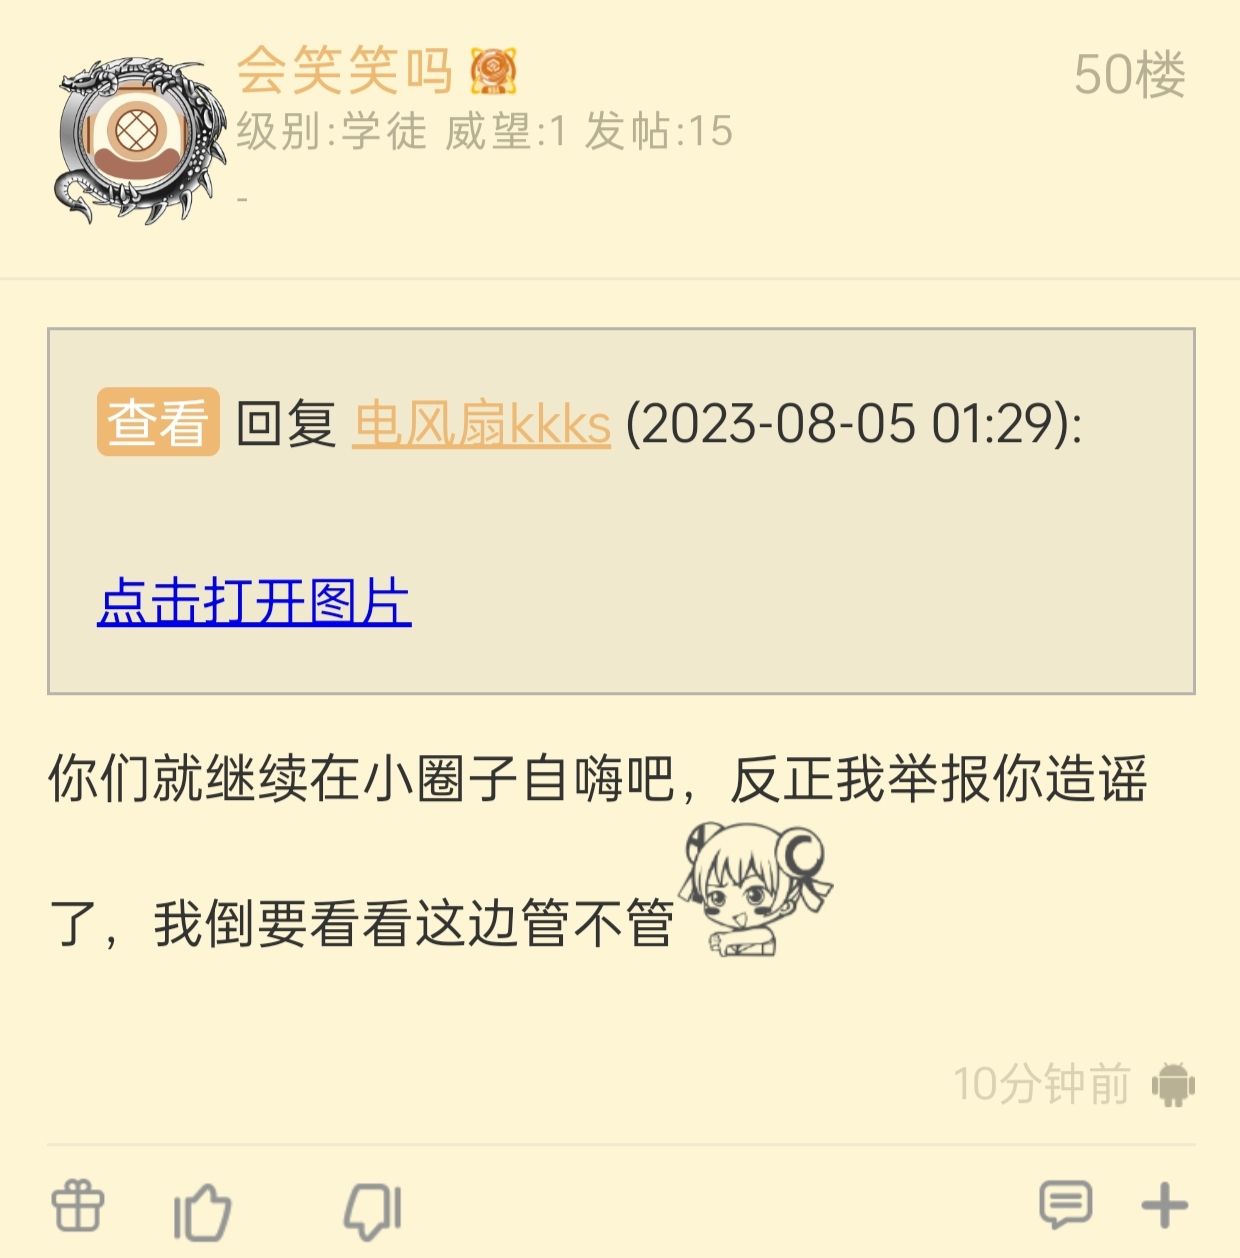 会笑笑吗
50楼
级别:学徒 威望:1 发帖:15
-
查看 回复 电风扇kkks (2023-08-05 01:29):
点击打开图片
你们就继续在小圈子自嗨吧，反正我举报你造谣
了，我倒要看看这边管不管
10分钟前